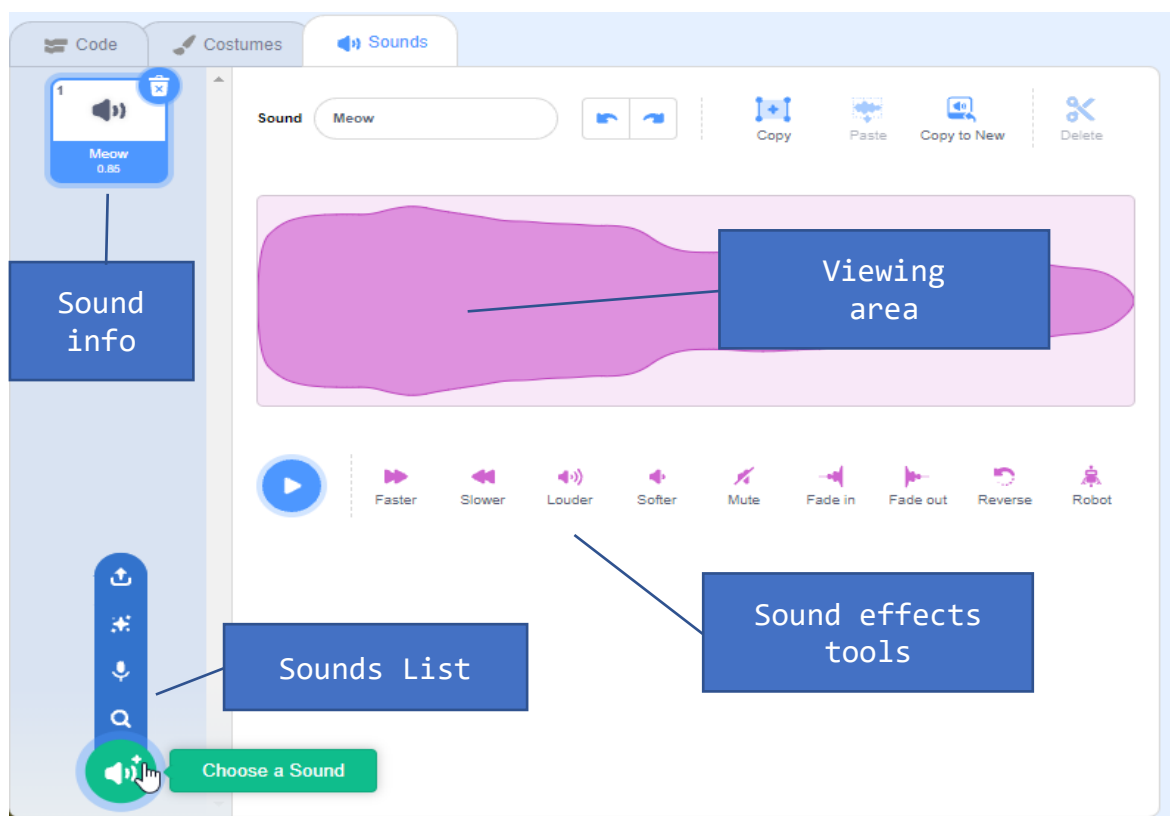 Code
Costumes
Sounds
1
Meow
0.85
Sound
Meow
Copy
Paste
Copy to New
Delete
Sound
info
Viewing
area
Faster
Slower
Louder
Softer
Mute
Fade in
Fade out
Reverse
Robot
Sound effects
tools
Sounds List
Choose a Sound